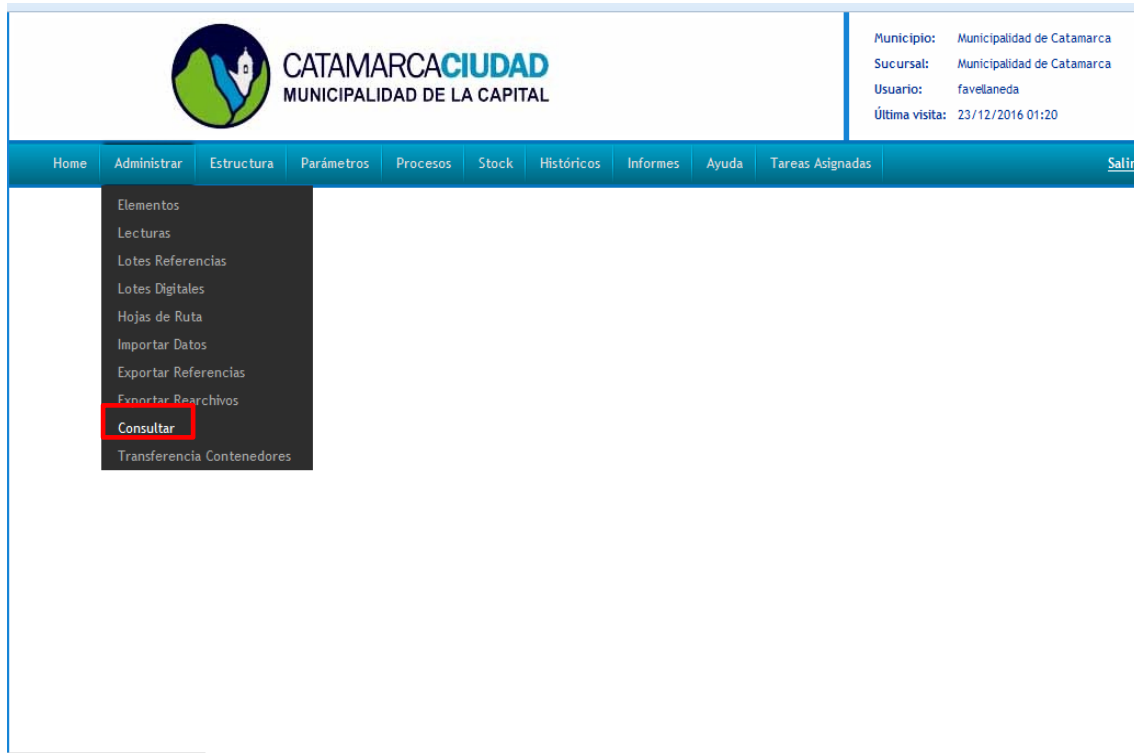 CATAMARCACIUDAD
MUNICIPALIDAD DE LA CAPITAL
Municipio: Municipalidad de Catamarca
Sucursal: Municipalidad de Catamarca
Usuario: favellaneda
Última visita: 23/12/2016 01:20
Home Administrar Estructura Parámetros Procesos Stock Históricos Informes Ayuda Tareas Asignadas Salir
Elementos
Lecturas
Lotes Referencias
Lotes Digitales
Hojas de Ruta
Importar Datos
Exportar Referencias
Exportar Rearchivos
Consultar
Transferencia Contenedores